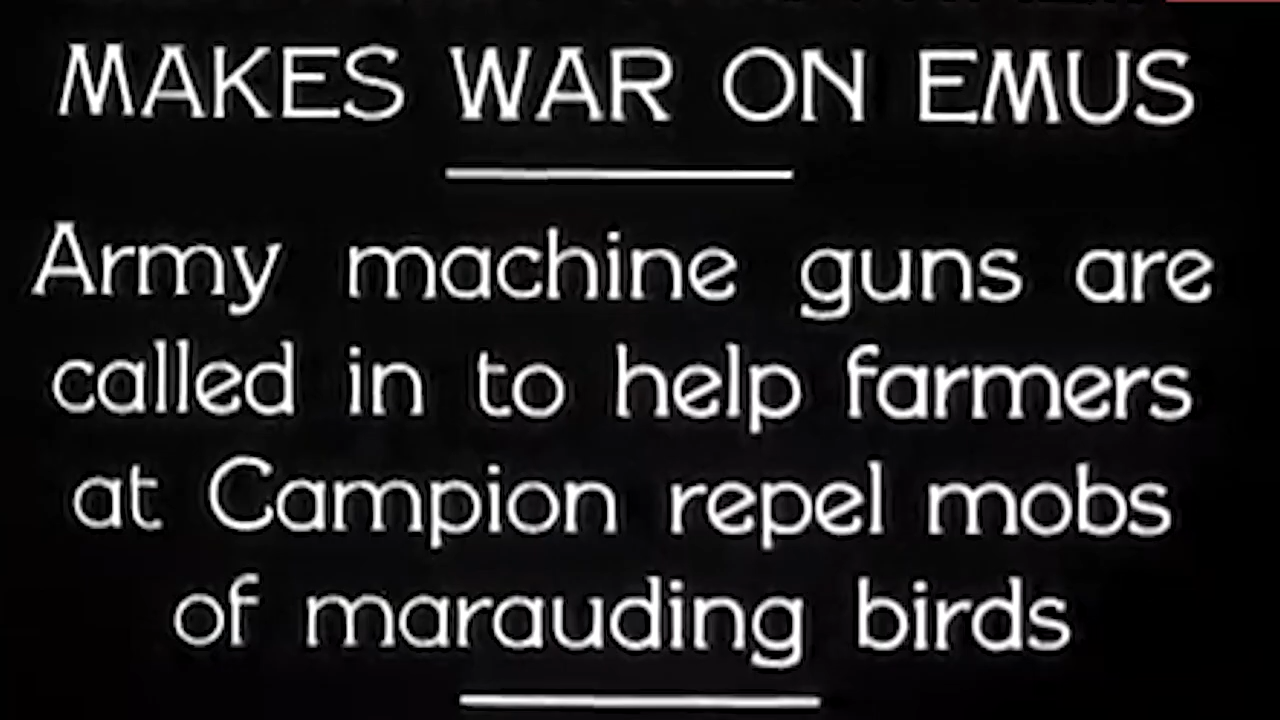 MAKES WAR ON EMUS
Army machine guns are
called in to help farmers
at Campion repel mobs
of marauding birds